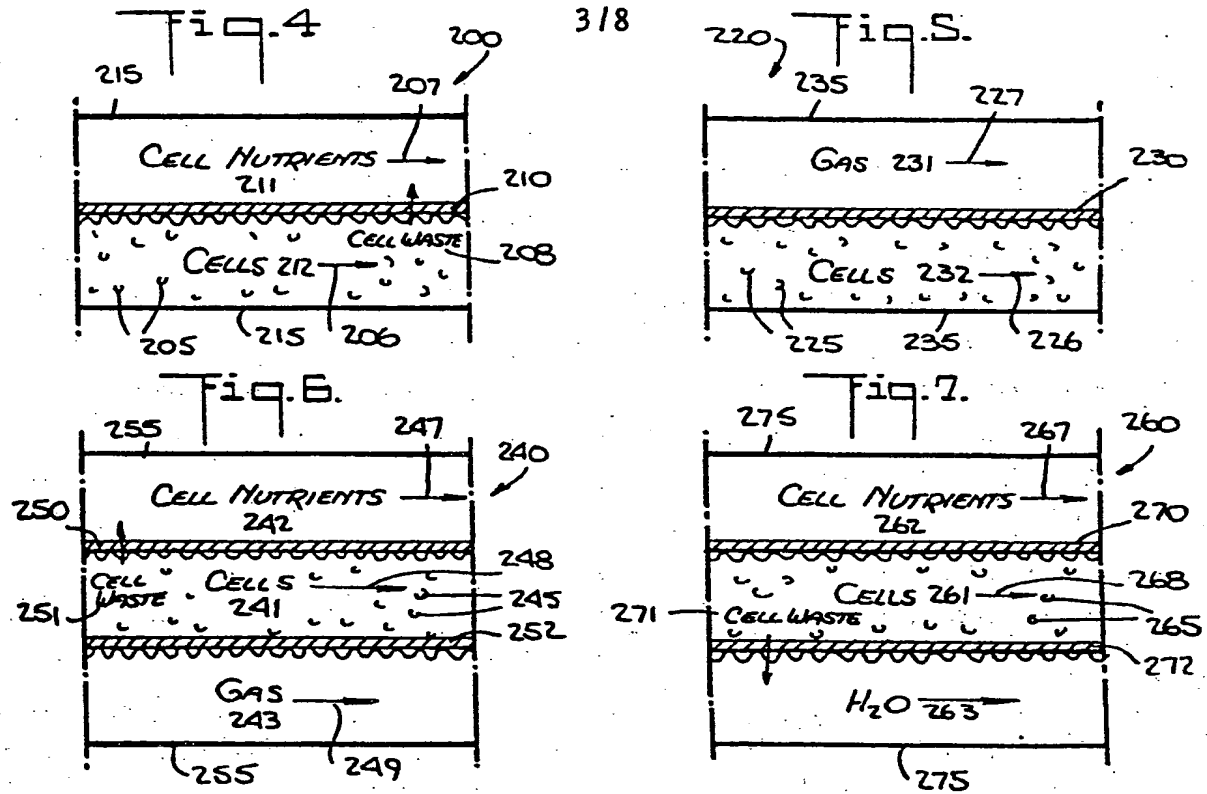 3/8
Fig. 4
200
215
207
CELL NUTRIENTS
211
210
CELL WASTE
208
CELLS 212
205
215
206
Fig. 5.
220
235
227
GAS 231
230
CELLS 232
225
235
226
Fig. 6.
255
247
240
CELL NUTRIENTS
242
250
248
CELL
WASTE
CELLS
241
251
245
252
GAS
243
255
249
Fig. 7.
275
267
260
CELL NUTRIENTS
262
270
268
CELLS 261
271
CELL WASTE
265
272
H₂O 263
275